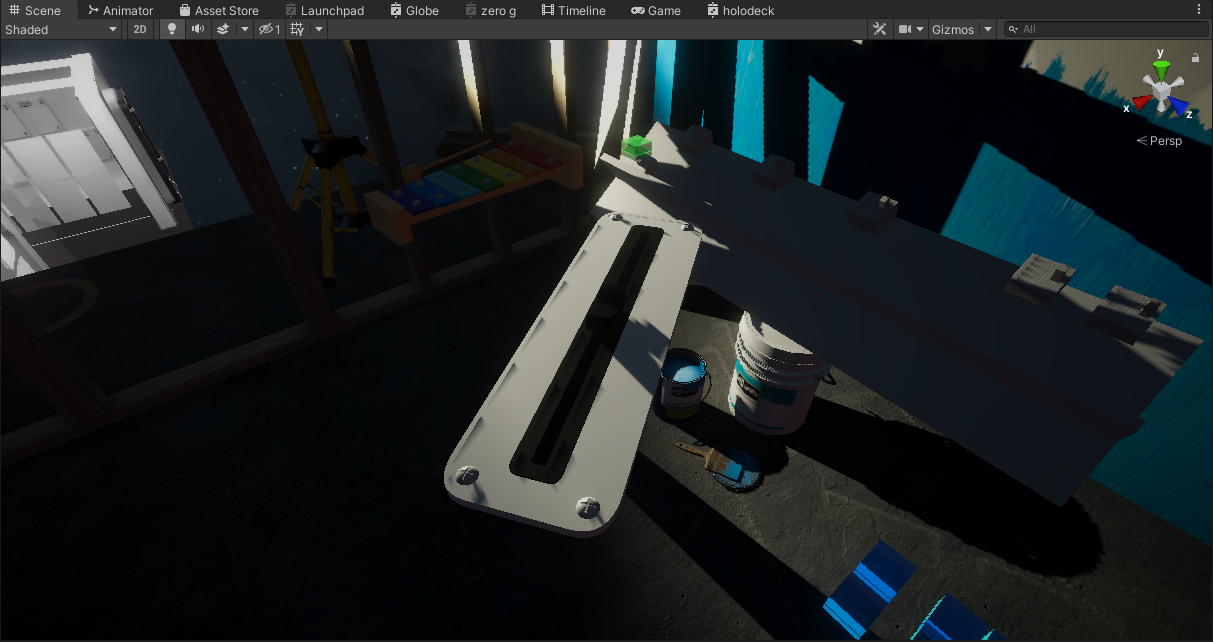 Scene Animator Asset Store Launchpad Globe zero g Timeline Game holodeck
Shaded 2D 1 Gizmos All
y
x z
Persp